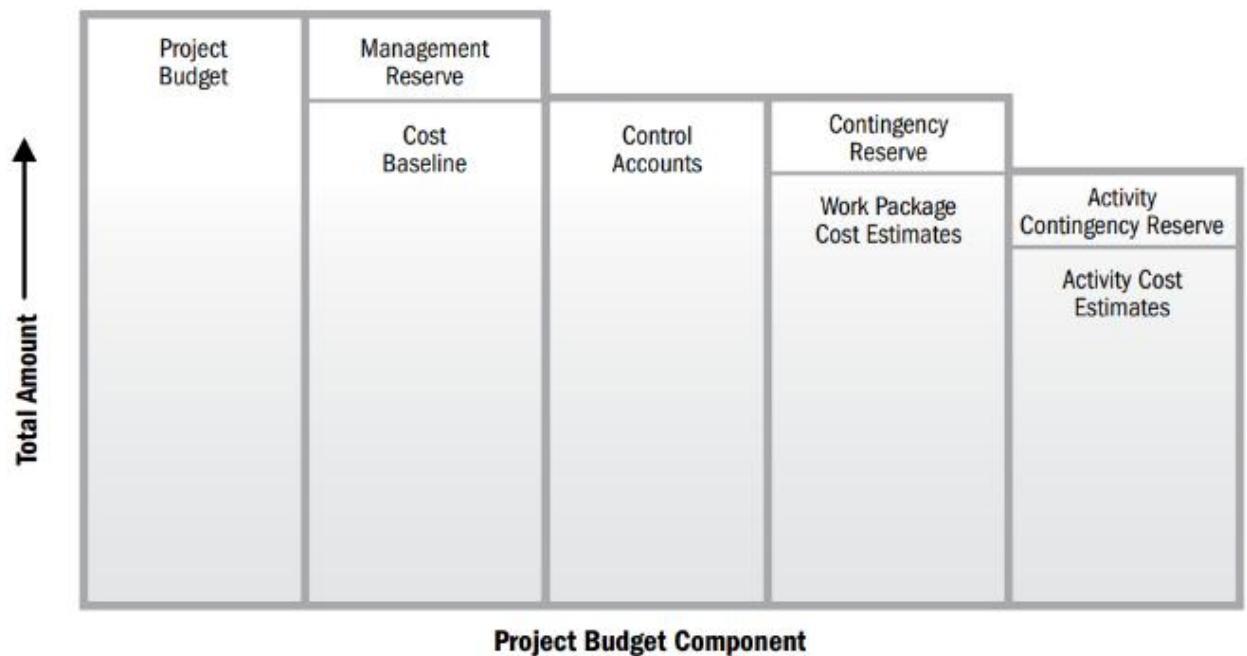 Project
Budget
Management
Reserve
Cost
Baseline
Control
Accounts
Contingency
Reserve
Work Package
Cost Estimates
Activity
Contingency Reserve
Activity Cost
Estimates
Total Amount
Project Budget Component